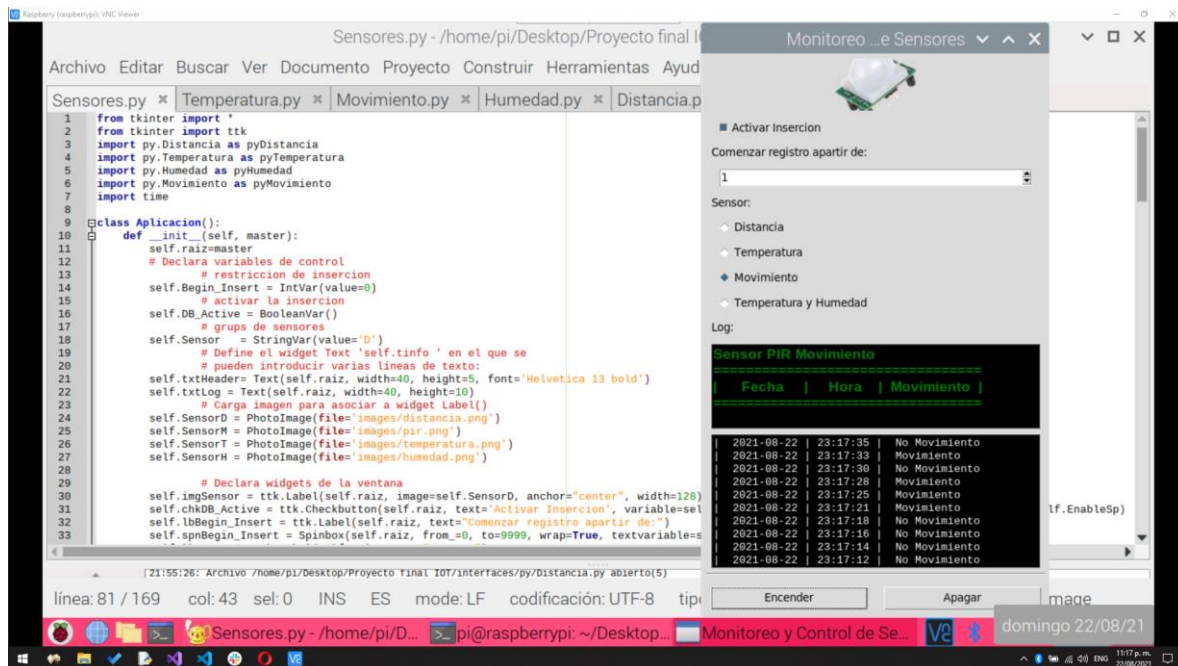 Raspberry (raspberrypi): VNC Viewer
Sensores.py - /home/pi/Desktop/Proyecto final I
Archivo Editar Buscar Ver Documento Proyecto Construir Herramientas Ayud
Sensores.py × Temperatura.py × Movimiento.py × Humedad.py × Distancia.p
1 from tkinter import *
2 from tkinter import ttk
3 import py.Distancia as pyDistancia
4 import py.Temperatura as pyTemperatura
5 import py.Humedad as pyHumedad
6 import py.Movimiento as pyMovimiento
7 import time
8
9 class Aplicacion():
10 def __init__(self, master):
11 self.raiz=master
12 # Declara variables de control
13 # restriccion de insercion
14 self.Begin_Insert = IntVar(value=0)
15 # activar la insercion
16 self.DB_Active = BooleanVar()
17 # grups de sensores
18 self.Sensor = StringVar(value='D')
19 # Define el widget Text 'self.tinfo ' en el que se
20 # pueden introducir varias líneas de texto:
21 self.txtHeader= Text(self.raiz, width=40, height=5, font='Helvetica 13 bold')
22 self.txtLog = Text(self.raiz, width=40, height=10)
23 # Carga imagen para asociar a widget Label()
24 self.SensorD = PhotoImage(file='images/distancia.png')
25 self.SensorM = PhotoImage(file='images/pir.png')
26 self.SensorT = PhotoImage(file='images/temperatura.png')
27 self.SensorH = PhotoImage(file='images/humedad.png')
28
29 # Declara widgets de la ventana
30 self.imgSensor = ttk.Label(self.raiz, image=self.SensorD, anchor="center", width=128)
31 self.chkDB_Active = ttk.Checkbutton(self.raiz, text='Activar Insercion', variable=sel lf.EnableSp)
32 self.lbBegin_Insert = ttk.Label(self.raiz, text="Comenzar registro apartir de:")
33 self.spnBegin_Insert = Spinbox(self.raiz, from_=0, to=9999, wrap=True, textvariable=s
21:55:26: Archivo /home/pi/Desktop/Proyecto final IOT/interfaces/py/Distancia.py abierto(5)
línea: 81 / 169 col: 43 sel: 0 INS ES mode: LF codificación: UTF-8 tip
Monitoreo ...e Sensores
Activar Insercion
Comenzar registro apartir de:
1
Sensor:
Distancia
Temperatura
Movimiento
Temperatura y Humedad
Log:
Sensor PIR Movimiento
==============================
| Fecha | Hora | Movimiento |
==============================
| 2021-08-22 | 23:17:35 | No Movimiento
| 2021-08-22 | 23:17:33 | Movimiento
| 2021-08-22 | 23:17:30 | No Movimiento
| 2021-08-22 | 23:17:28 | Movimiento
| 2021-08-22 | 23:17:25 | Movimiento
| 2021-08-22 | 23:17:21 | Movimiento
| 2021-08-22 | 23:17:18 | No Movimiento
| 2021-08-22 | 23:17:16 | No Movimiento
| 2021-08-22 | 23:17:14 | No Movimiento
| 2021-08-22 | 23:17:12 | No Movimiento
Encender Apagar
domingo 22/08/21
Sensores.py - /home/pi/D... pi@raspberrypi: ~/Desktop... Monitoreo y Control de Se...
ENG 11:17 p. m.
22/08/2021